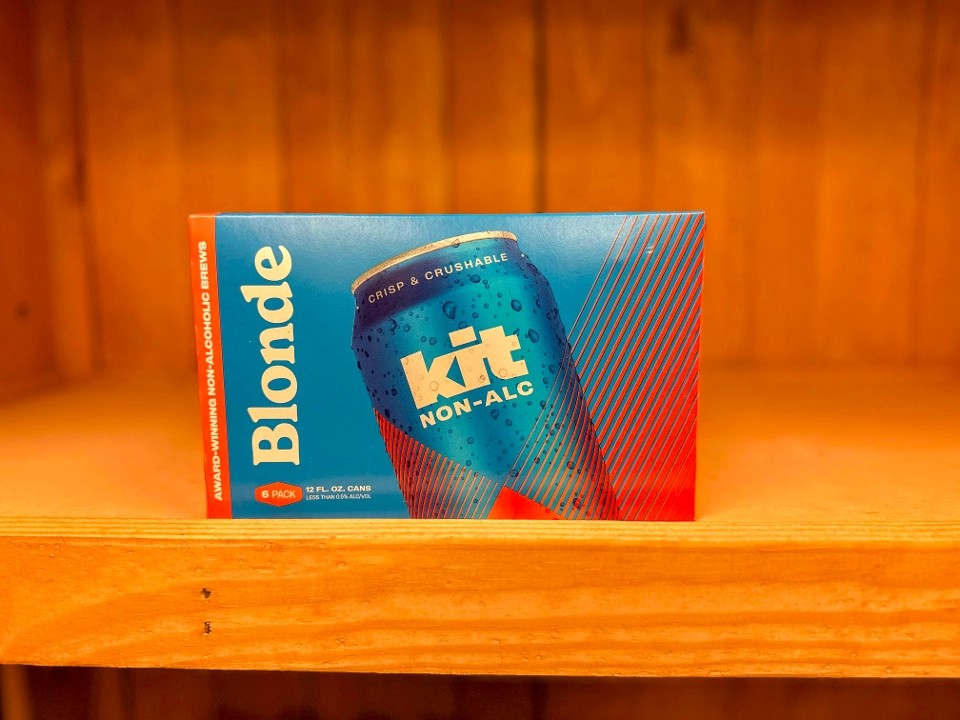 AWARD-WINNING NON-ALCOHOLIC BREWS
Blonde
6 PACK
12 FL. OZ. CANS
LESS THAN 0.5% ALC/VOL
CRISP & CRUSHABLE
kit
NON-ALC